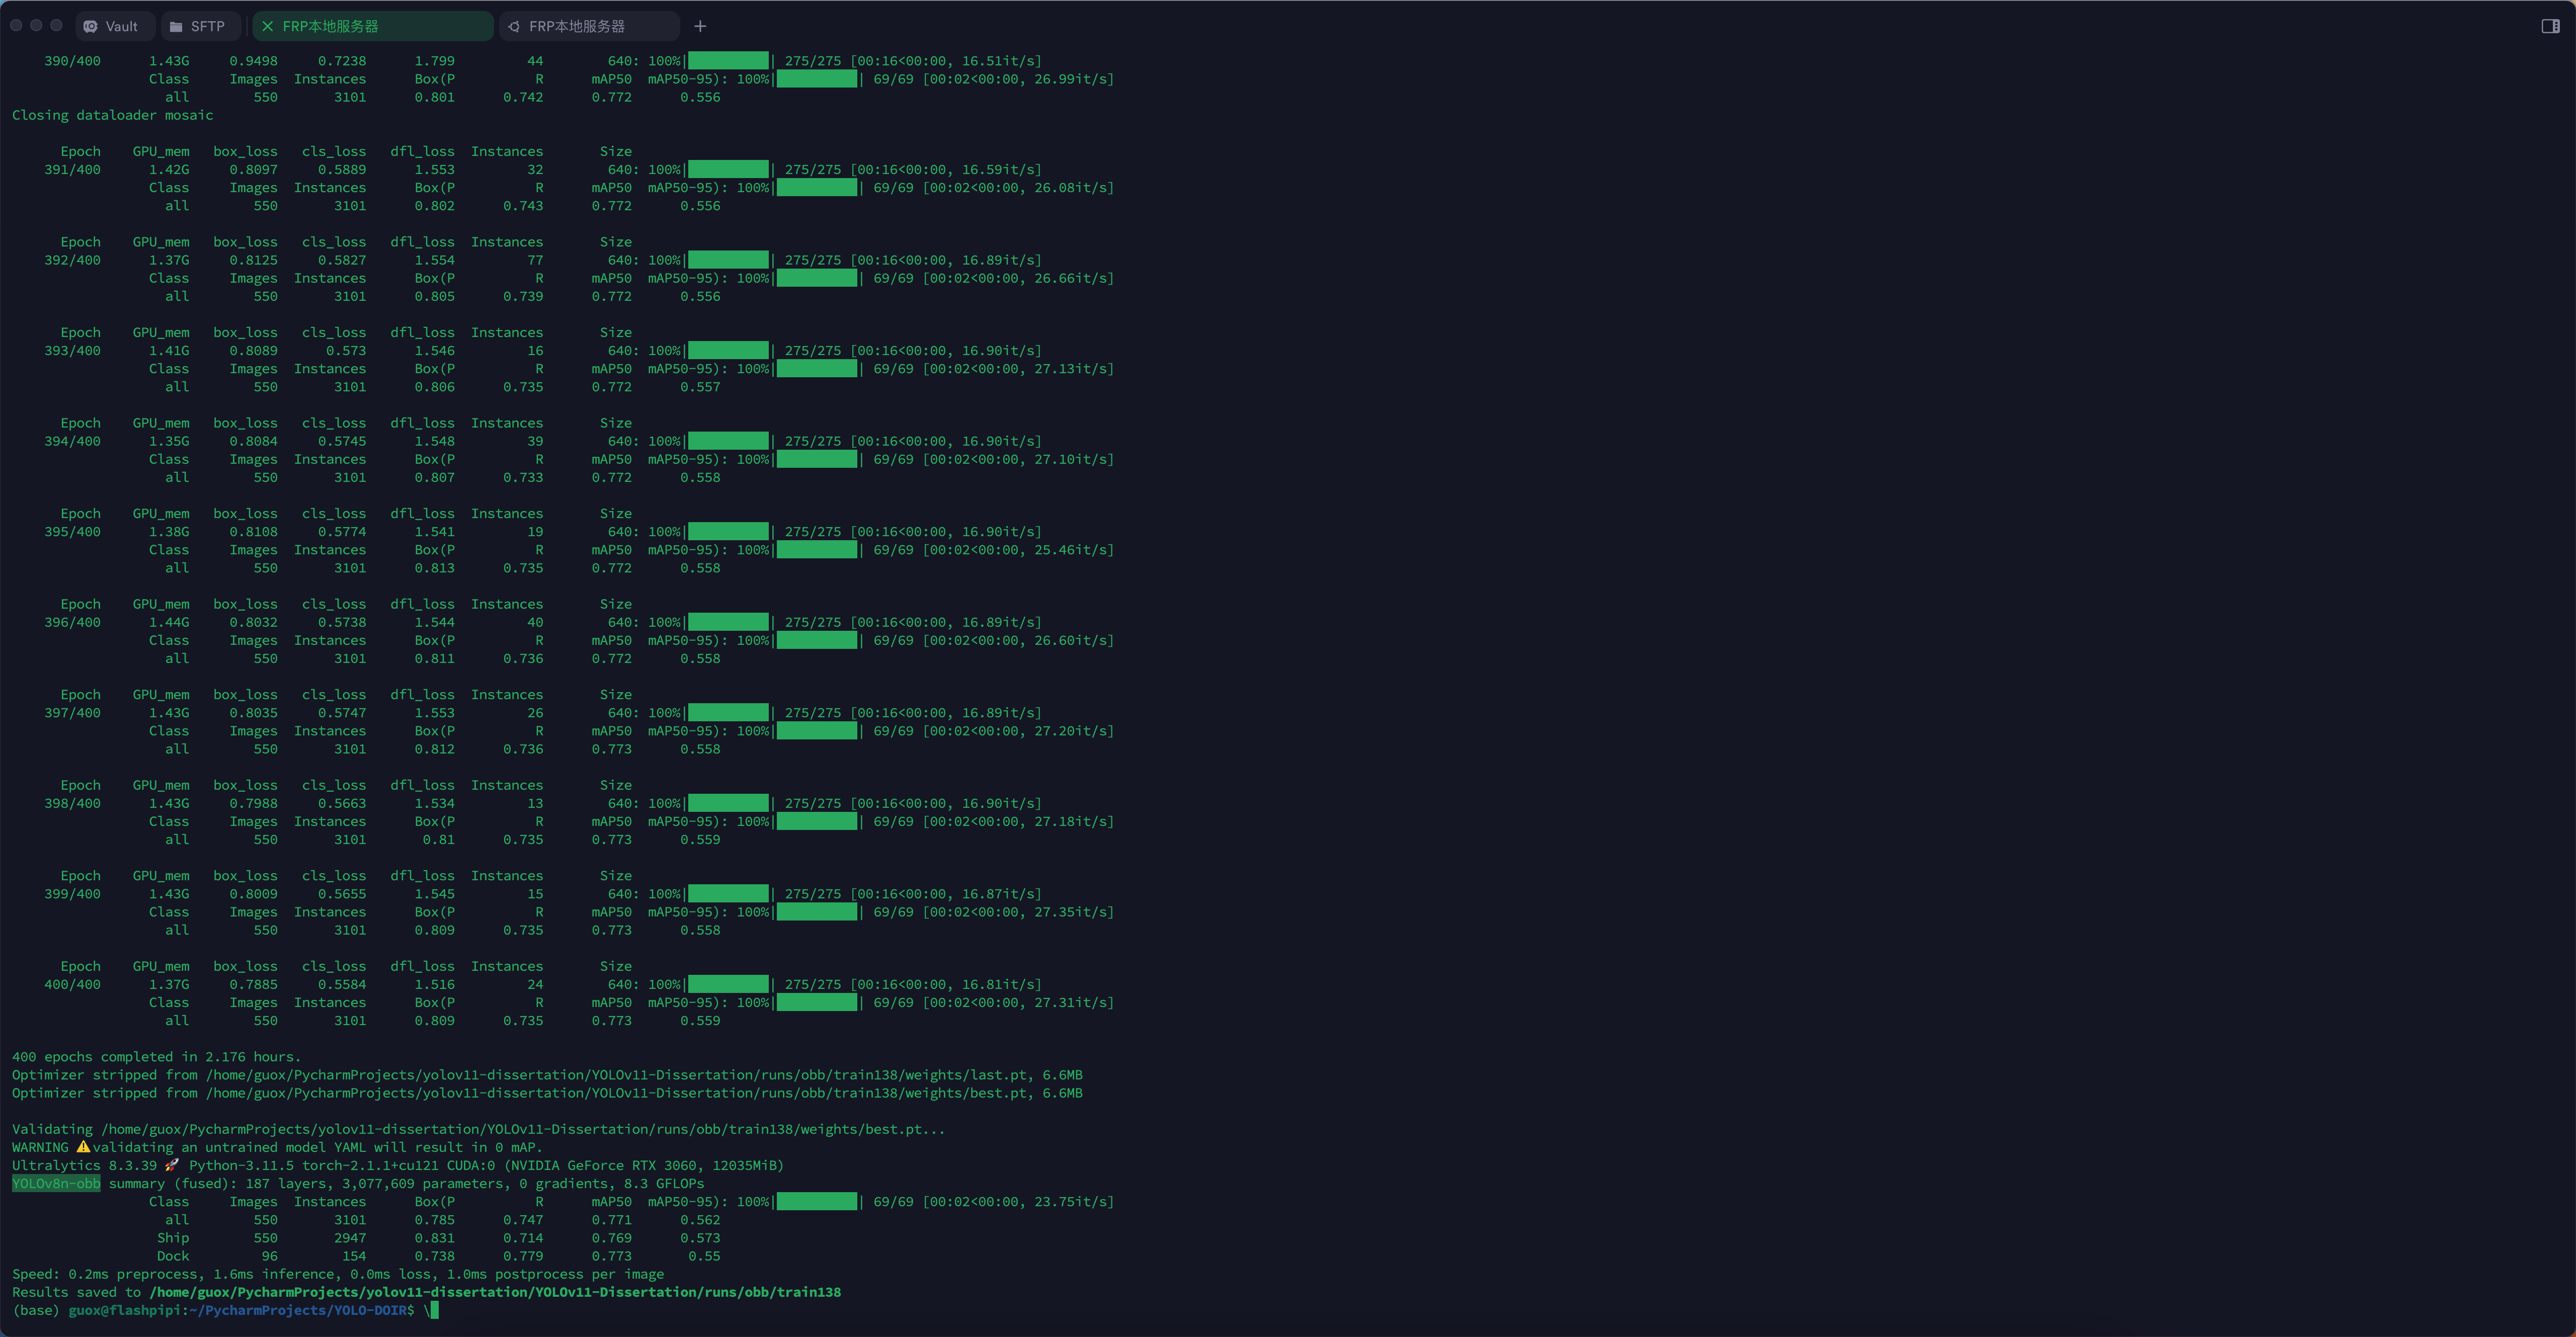 Vault SFTP FRP本地服务器 FRP本地服务器 +
390/400 1.43G 0.9498 0.7238 1.799 44 640: 100%|██████████| 275/275 [00:16<00:00, 16.51it/s]
Class Images Instances Box(P R mAP50 mAP50-95): 100%|██████████| 69/69 [00:02<00:00, 26.99it/s]
all 550 3101 0.801 0.742 0.772 0.556
Closing dataloader mosaic
Epoch GPU_mem box_loss cls_loss dfl_loss Instances Size
391/400 1.42G 0.8097 0.5889 1.553 32 640: 100%|██████████| 275/275 [00:16<00:00, 16.59it/s]
Class Images Instances Box(P R mAP50 mAP50-95): 100%|██████████| 69/69 [00:02<00:00, 26.08it/s]
all 550 3101 0.802 0.743 0.772 0.556
Epoch GPU_mem box_loss cls_loss dfl_loss Instances Size
392/400 1.37G 0.8125 0.5827 1.554 77 640: 100%|██████████| 275/275 [00:16<00:00, 16.89it/s]
Class Images Instances Box(P R mAP50 mAP50-95): 100%|██████████| 69/69 [00:02<00:00, 26.66it/s]
all 550 3101 0.805 0.739 0.772 0.556
Epoch GPU_mem box_loss cls_loss dfl_loss Instances Size
393/400 1.41G 0.8089 0.573 1.546 16 640: 100%|██████████| 275/275 [00:16<00:00, 16.90it/s]
Class Images Instances Box(P R mAP50 mAP50-95): 100%|██████████| 69/69 [00:02<00:00, 27.13it/s]
all 550 3101 0.806 0.735 0.772 0.557
Epoch GPU_mem box_loss cls_loss dfl_loss Instances Size
394/400 1.35G 0.8084 0.5745 1.548 39 640: 100%|██████████| 275/275 [00:16<00:00, 16.90it/s]
Class Images Instances Box(P R mAP50 mAP50-95): 100%|██████████| 69/69 [00:02<00:00, 27.10it/s]
all 550 3101 0.807 0.733 0.772 0.558
Epoch GPU_mem box_loss cls_loss dfl_loss Instances Size
395/400 1.38G 0.8108 0.5774 1.541 19 640: 100%|██████████| 275/275 [00:16<00:00, 16.90it/s]
Class Images Instances Box(P R mAP50 mAP50-95): 100%|██████████| 69/69 [00:02<00:00, 25.46it/s]
all 550 3101 0.813 0.735 0.772 0.558
Epoch GPU_mem box_loss cls_loss dfl_loss Instances Size
396/400 1.44G 0.8032 0.5738 1.544 40 640: 100%|██████████| 275/275 [00:16<00:00, 16.89it/s]
Class Images Instances Box(P R mAP50 mAP50-95): 100%|██████████| 69/69 [00:02<00:00, 26.60it/s]
all 550 3101 0.811 0.736 0.772 0.558
Epoch GPU_mem box_loss cls_loss dfl_loss Instances Size
397/400 1.43G 0.8035 0.5747 1.553 26 640: 100%|██████████| 275/275 [00:16<00:00, 16.89it/s]
Class Images Instances Box(P R mAP50 mAP50-95): 100%|██████████| 69/69 [00:02<00:00, 27.20it/s]
all 550 3101 0.812 0.736 0.773 0.558
Epoch GPU_mem box_loss cls_loss dfl_loss Instances Size
398/400 1.43G 0.7988 0.5663 1.534 13 640: 100%|██████████| 275/275 [00:16<00:00, 16.90it/s]
Class Images Instances Box(P R mAP50 mAP50-95): 100%|██████████| 69/69 [00:02<00:00, 27.18it/s]
all 550 3101 0.81 0.735 0.773 0.559
Epoch GPU_mem box_loss cls_loss dfl_loss Instances Size
399/400 1.43G 0.8009 0.5655 1.545 15 640: 100%|██████████| 275/275 [00:16<00:00, 16.87it/s]
Class Images Instances Box(P R mAP50 mAP50-95): 100%|██████████| 69/69 [00:02<00:00, 27.35it/s]
all 550 3101 0.809 0.735 0.773 0.558
Epoch GPU_mem box_loss cls_loss dfl_loss Instances Size
400/400 1.37G 0.7885 0.5584 1.516 24 640: 100%|██████████| 275/275 [00:16<00:00, 16.81it/s]
Class Images Instances Box(P R mAP50 mAP50-95): 100%|██████████| 69/69 [00:02<00:00, 27.31it/s]
all 550 3101 0.809 0.735 0.773 0.559
400 epochs completed in 2.176 hours.
Optimizer stripped from /home/guox/PycharmProjects/yolov11-dissertation/YOLOv11-Dissertation/runs/obb/train138/weights/last.pt, 6.6MB
Optimizer stripped from /home/guox/PycharmProjects/yolov11-dissertation/YOLOv11-Dissertation/runs/obb/train138/weights/best.pt, 6.6MB
Validating /home/guox/PycharmProjects/yolov11-dissertation/YOLOv11-Dissertation/runs/obb/train138/weights/best.pt...
WARNING ⚠️validating an untrained model YAML will result in 0 mAP.
Ultralytics 8.3.39 🚀 Python-3.11.5 torch-2.1.1+cu121 CUDA:0 (NVIDIA GeForce RTX 3060, 12035MiB)
YOLOv8n-obb summary (fused): 187 layers, 3,077,609 parameters, 0 gradients, 8.3 GFLOPs
Class Images Instances Box(P R mAP50 mAP50-95): 100%|██████████| 69/69 [00:02<00:00, 23.75it/s]
all 550 3101 0.785 0.747 0.771 0.562
Ship 550 2947 0.831 0.714 0.769 0.573
Dock 96 154 0.738 0.779 0.773 0.55
Speed: 0.2ms preprocess, 1.6ms inference, 0.0ms loss, 1.0ms postprocess per image
Results saved to /home/guox/PycharmProjects/yolov11-dissertation/YOLOv11-Dissertation/runs/obb/train138
(base) guox@flashpipi:~/PycharmProjects/YOLO-DOIR$ \